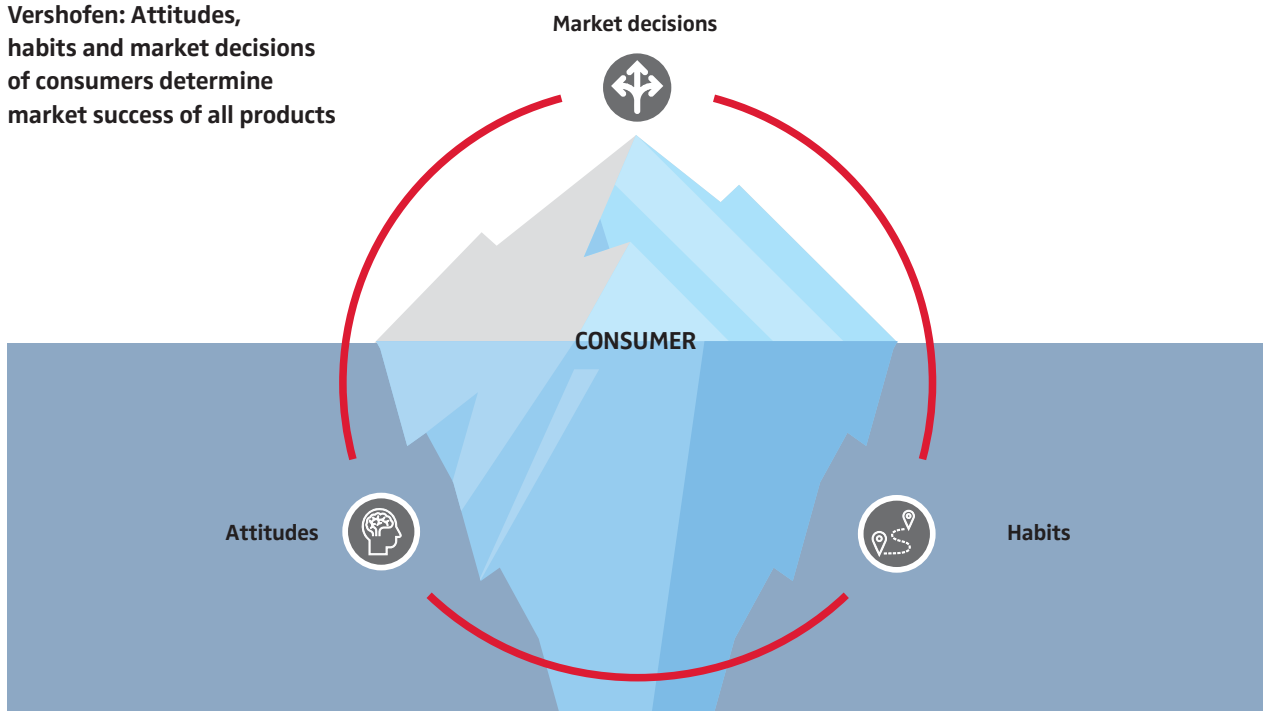 Vershofen: Attitudes,
habits and market decisions
of consumers determine
market success of all products
Market decisions
CONSUMER
Attitudes
Habits